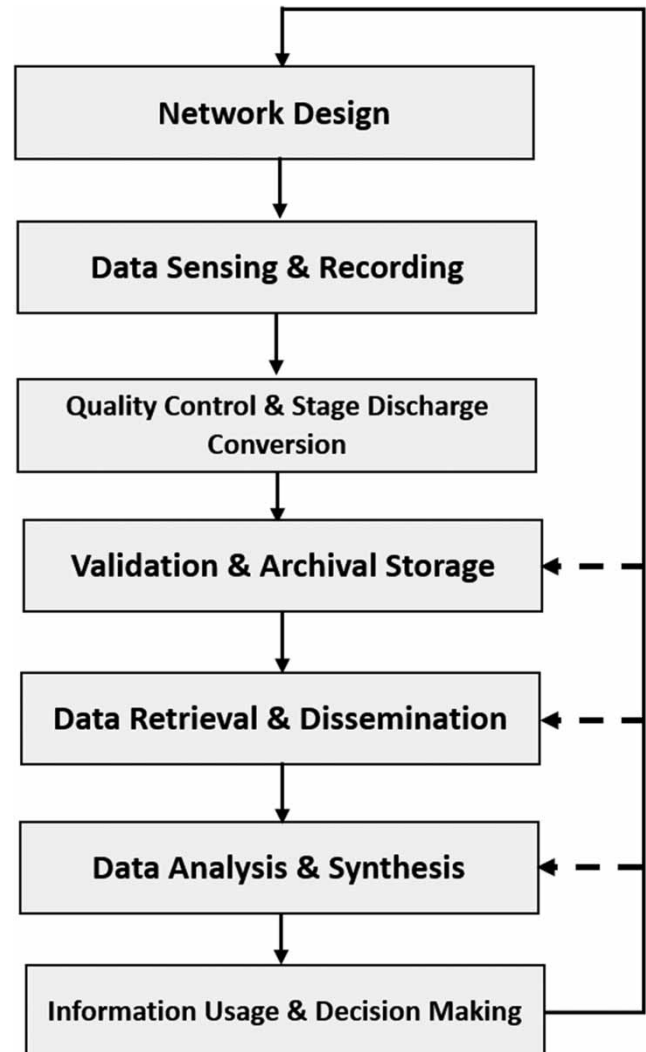 Network Design
Data Sensing & Recording
Quality Control & Stage Discharge
Conversion
Validation & Archival Storage
Data Retrieval & Dissemination
Data Analysis & Synthesis
Information Usage & Decision Making